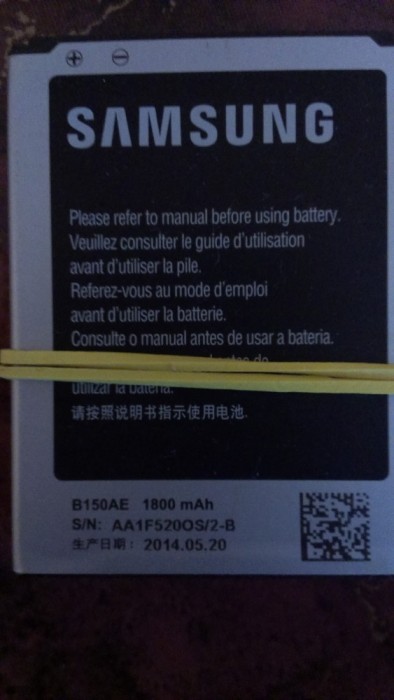 + −
SAMSUNG
Please refer to manual before using battery.
Veuillez consulter le guide d'utilisation
avant d'utiliser la pile.
Referez-vous au mode d'emploi
avant d'utiliser la batterie.
Consulte o manual antes de usar a bateria.
de
utilizar la batería.
请按照说明书指示使用电池.
B150AE 1800 mAh
S/N: AA1F520OS/2-B
生产日期: 2014.05.20